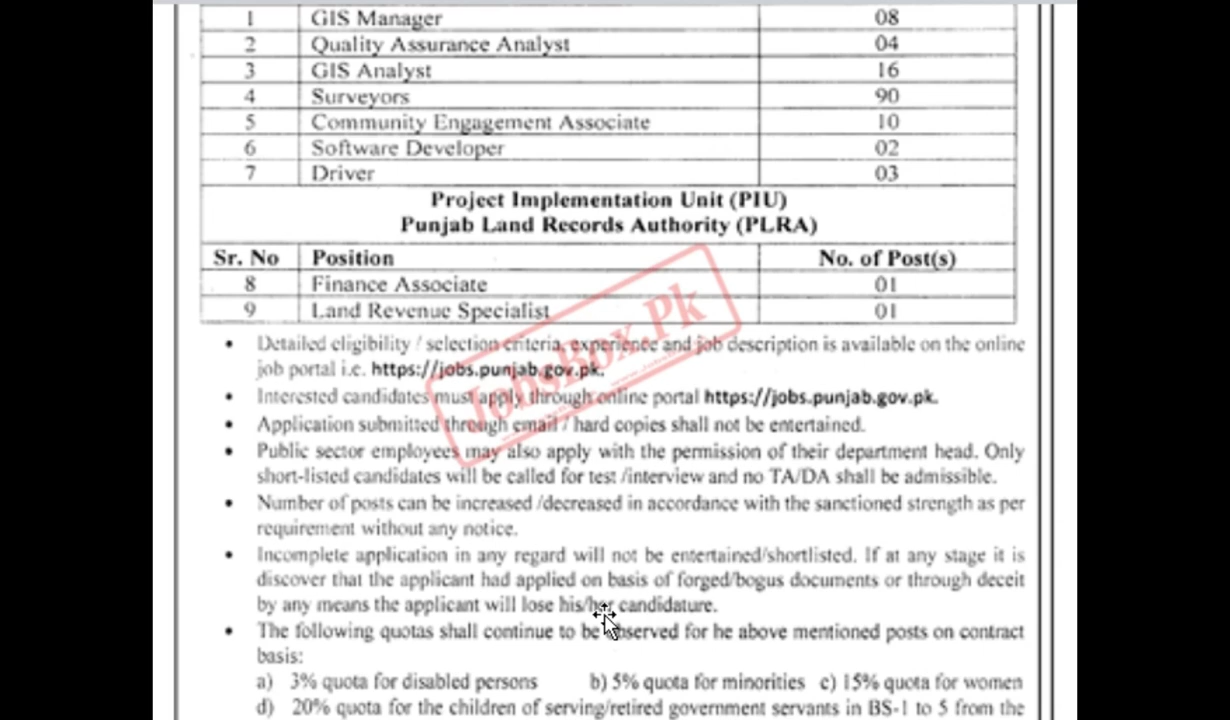 1 GIS Manager 08
2 Quality Assurance Analyst 04
3 GIS Analyst 16
4 Surveyors 90
5 Community Engagement Associate 10
6 Software Developer 02
7 Driver 03
Project Implementation Unit (PIU)
Punjab Land Records Authority (PLRA)
Sr. No Position No. of Post(s)
8 Finance Associate 01
9 Land Revenue Specialist 01
• Detailed eligibility / selection criteria, experience and job description is available on the online
job portal i.e. https://jobs.punjab.gov.pk.
• Interested candidates must apply through online portal https://jobs.punjab.gov.pk.
• Application submitted through email / hard copies shall not be entertained.
• Public sector employees may also apply with the permission of their department head. Only
short-listed candidates will be called for test /interview and no TA/DA shall be admissible.
• Number of posts can be increased /decreased in accordance with the sanctioned strength as per
requirement without any notice.
• Incomplete application in any regard will not be entertained/shortlisted. If at any stage it is
discover that the applicant had applied on basis of forged/bogus documents or through deceit
by any means the applicant will lose his/her candidature.
• The following quotas shall continue to be observed for he above mentioned posts on contract
basis:
a) 3% quota for disabled persons b) 5% quota for minorities c) 15% quota for women
d) 20% quota for the children of serving/retired government servants in BS-1 to 5 from the
JobsBox.Pk